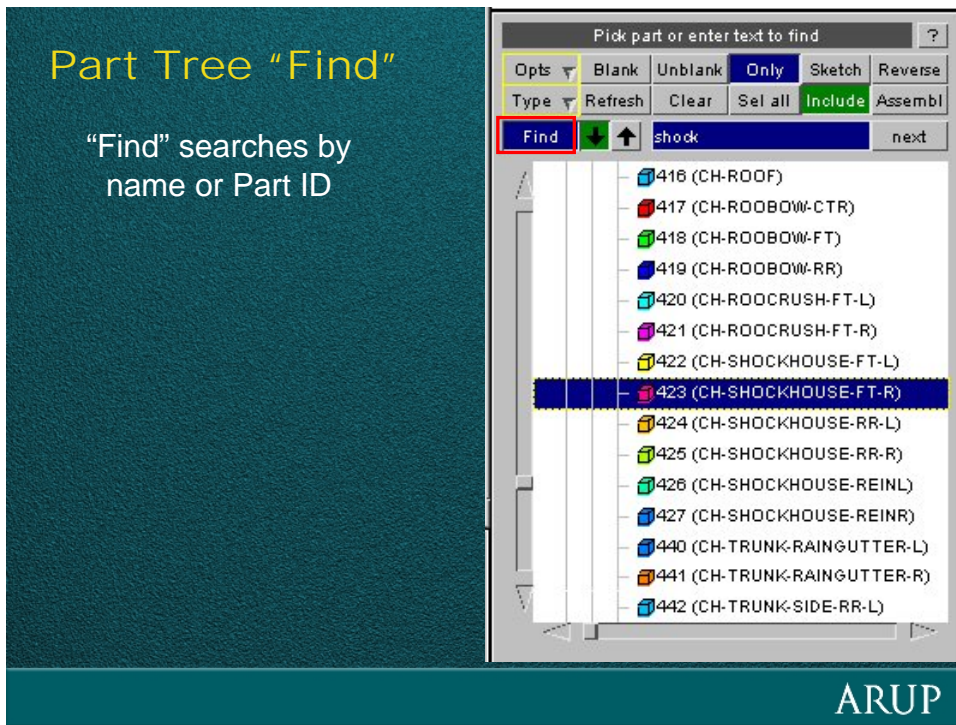 Part Tree “Find”
“Find” searches by
name or Part ID
Pick part or enter text to find ?
Opts Blank Unblank Only Sketch Reverse
Type Refresh Clear Sel all Include Assembl
Find shock next
416 (CH-ROOF)
417 (CH-ROOBOW-CTR)
418 (CH-ROOBOW-FT)
419 (CH-ROOBOW-RR)
420 (CH-ROOCRUSH-FT-L)
421 (CH-ROOCRUSH-FT-R)
422 (CH-SHOCKHOUSE-FT-L)
423 (CH-SHOCKHOUSE-FT-R)
424 (CH-SHOCKHOUSE-RR-L)
425 (CH-SHOCKHOUSE-RR-R)
426 (CH-SHOCKHOUSE-REINL)
427 (CH-SHOCKHOUSE-REINR)
440 (CH-TRUNK-RAINGUTTER-L)
441 (CH-TRUNK-RAINGUTTER-R)
442 (CH-TRUNK-SIDE-RR-L)
ARUP